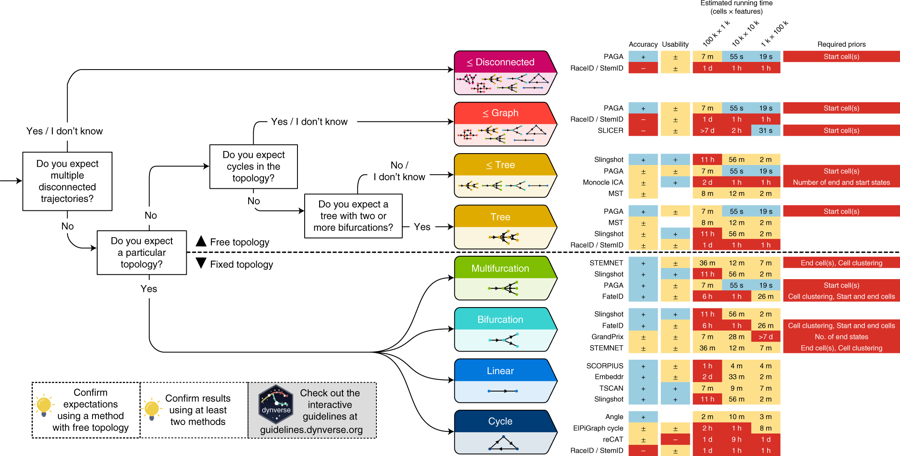 Estimated running time
(cells × features)
Accuracy Usability 100 k × 1 k 10 k × 10 k 1 k × 100 k Required priors
≤ Disconnected
PAGA + ± 7 m 55 s 19 s Start cell(s)
RaceID / StemID – ± 1 d 1 h 1 h
≤ Graph
PAGA + ± 7 m 55 s 19 s Start cell(s)
RaceID / StemID – ± 1 d 1 h 1 h
SLICER – ± >7 d 2 h 31 s Start cell(s)
≤ Tree
Slingshot + + 11 h 56 m 2 m
PAGA ± ± 7 m 55 s 19 s Start cell(s)
Monocle ICA ± + 2 d 1 h 1 h Number of end and start states
MST ± ± 8 m 12 m 2 m
Tree
PAGA + ± 7 m 55 s 19 s Start cell(s)
MST ± ± 8 m 12 m 2 m
Slingshot ± + 11 h 56 m 2 m
RaceID / StemID ± ± 1 d 1 h 1 h
Yes / I don't know
Do you expect
multiple
disconnected
trajectories?
No
Do you expect
a particular
topology?
No
Yes
Do you expect
cycles in the
topology?
Yes / I don't know
No
Do you expect a
tree with two or
more bifurcations?
No /
I don't know
Yes
▲ Free topology
▼ Fixed topology
Multifurcation
STEMNET + ± 36 m 12 m 7 m End cell(s), Cell clustering
Slingshot + + 11 h 56 m 2 m
PAGA + ± 7 m 55 s 19 s Start cell(s)
FateID + ± 6 h 1 h 26 m Cell clustering, Start and end cells
Bifurcation
Slingshot + + 11 h 56 m 2 m
FateID + ± 6 h 1 h 26 m Cell clustering, Start and end cells
GrandPrix ± ± 7 m 28 m >7 d No. of end states
STEMNET ± ± 36 m 12 m 7 m End cell(s), Cell clustering
Linear
SCORPIUS + ± 1 h 4 m 4 m
Embeddr + ± 2 d 33 m 2 m
TSCAN + + 7 m 9 m 7 m
Slingshot + + 11 h 56 m 2 m
Cycle
Angle + ± 2 m 10 m 3 m
ElPiGraph cycle ± ± 2 h 1 h 8 m
reCAT ± – 1 d 9 h 1 d
RaceID / StemID – ± 1 d 1 h 1 h
Confirm
expectations
using a method
with free topology
Confirm results
using at least
two methods
dynverse
Check out the
interactive
guidelines at
guidelines.dynverse.org